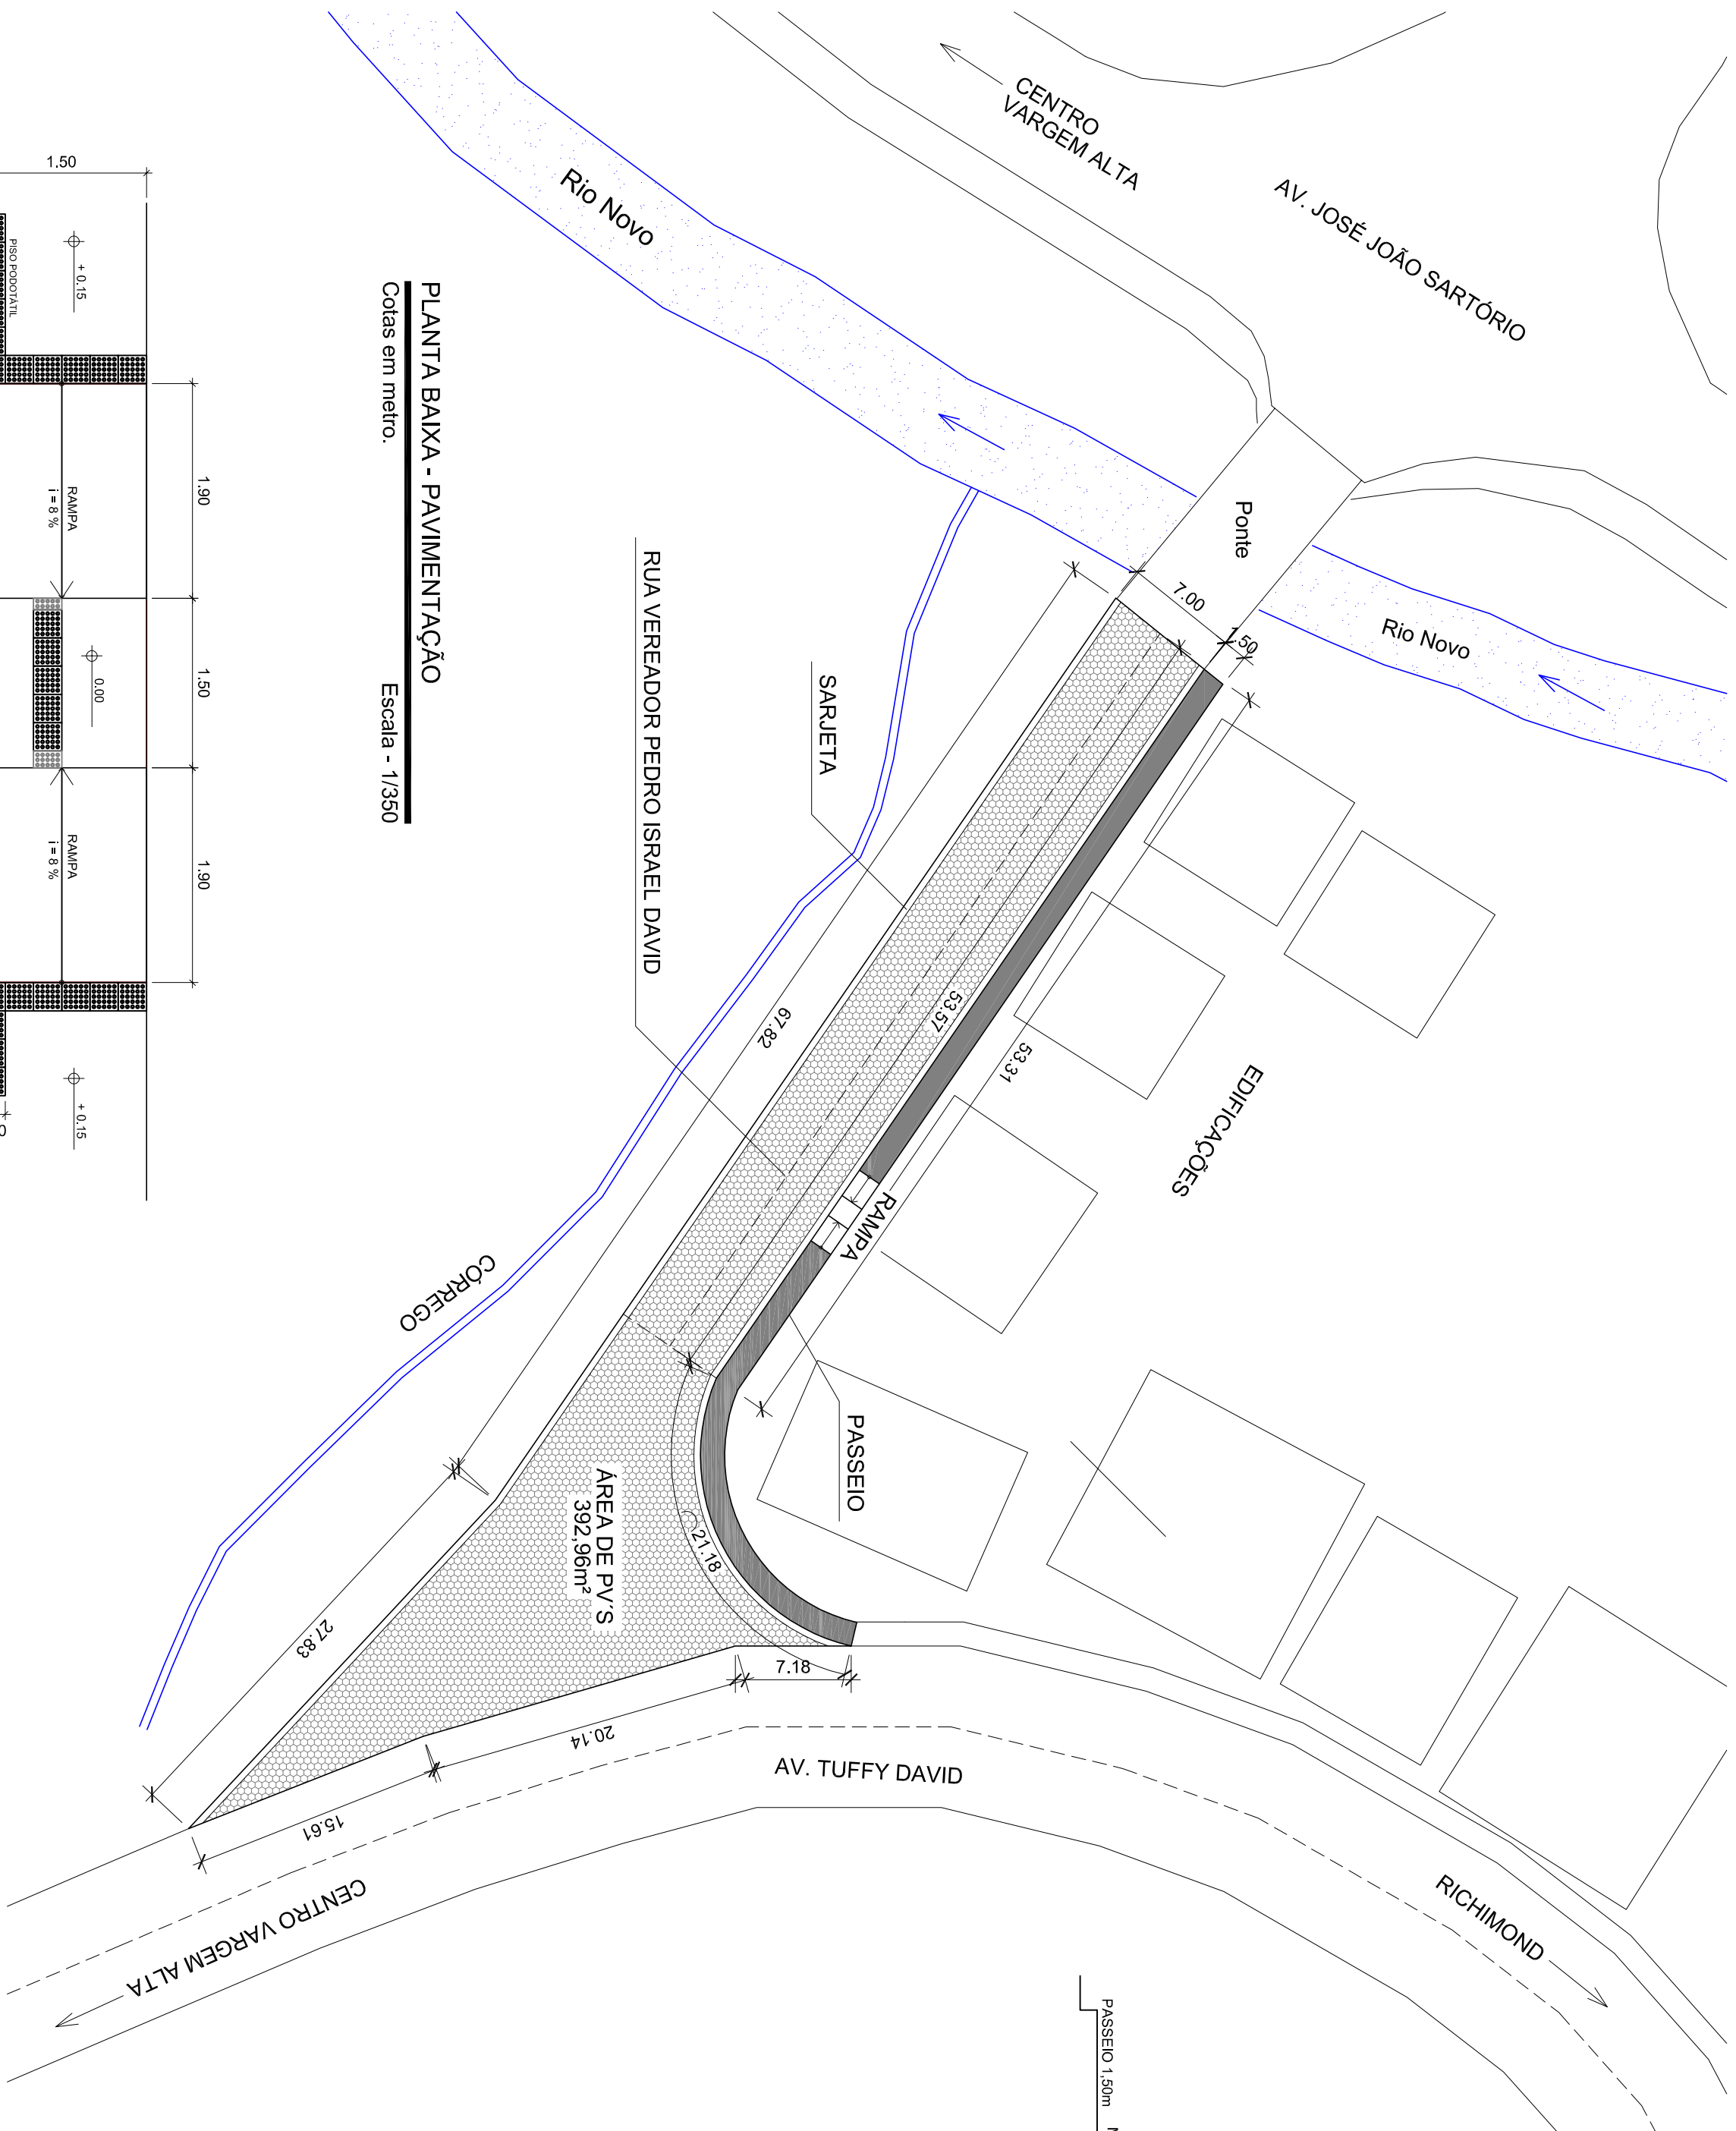 CENTRO
VARGEM ALTA
AV. JOSÉ JOÃO SARTÓRIO
Rio Novo
Ponte
Rio Novo
7.00
1.50
PLANTA BAIXA - PAVIMENTAÇÃO
Cotas em metro.
Escala - 1/350
RUA VEREADOR PEDRO ISRAEL DAVID
SARJETA
67.82
53.57
53.31
EDIFICAÇÕES
RAMPA
PASSEIO
CÓRREGO
ÁREA DE PV´S
392,96m²
21.18
27.83
7.18
20.14
15.61
AV. TUFFY DAVID
CENTRO VARGEM ALTA
RICHIMOND
PASSEIO 1,50m
1.50
PISO PODOTÁTIL
+ 0.15
1.90
RAMPA
i = 8 %
1.50
0.00
1.90
RAMPA
i = 8 %
+ 0.15